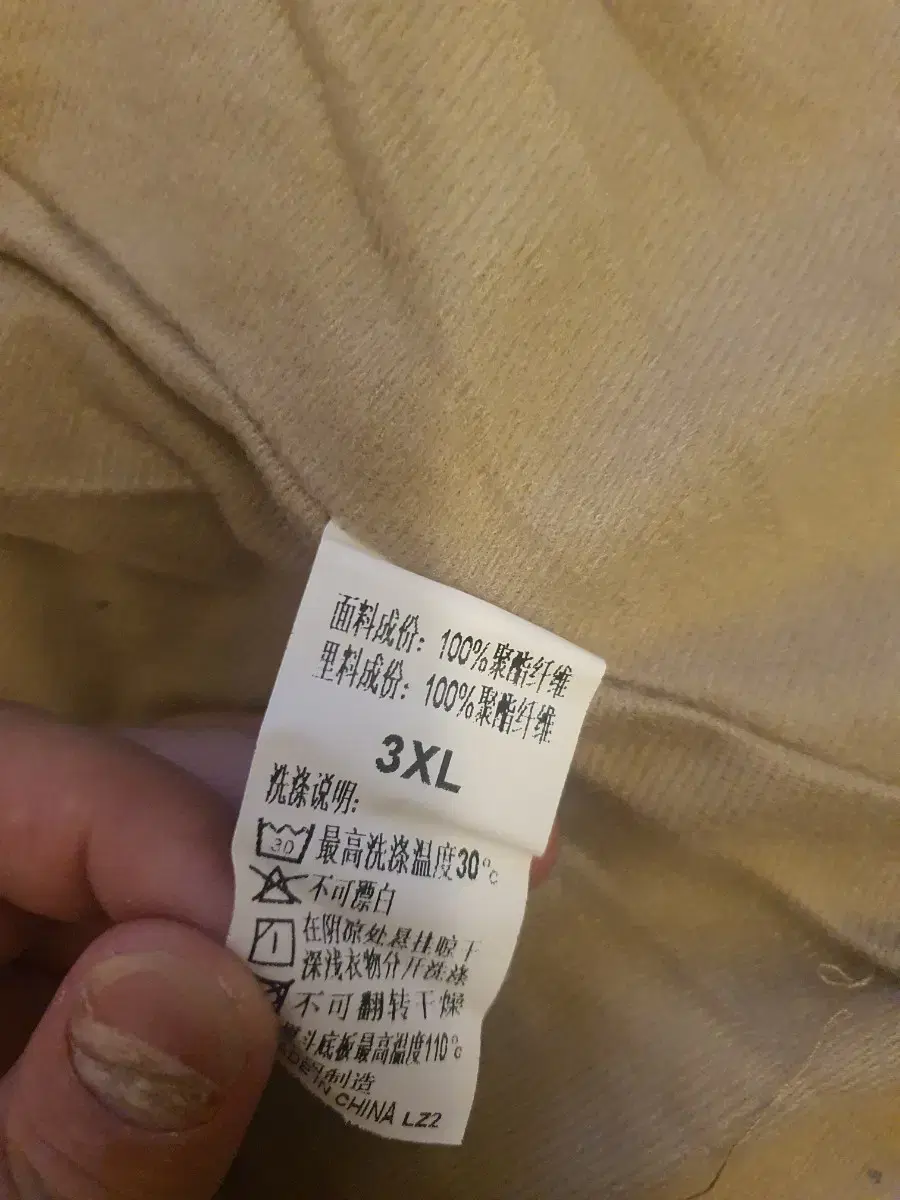 面料成份：100%聚酯纤维
里料成份：100%聚酯纤维
3XL
洗涤说明：
30 最高洗涤温度30℃
不可漂白
在阴凉处悬挂晾干
深浅衣物分开洗涤
不可翻转干燥
斗底板最高温度110℃
制造
IN CHINA LZ2